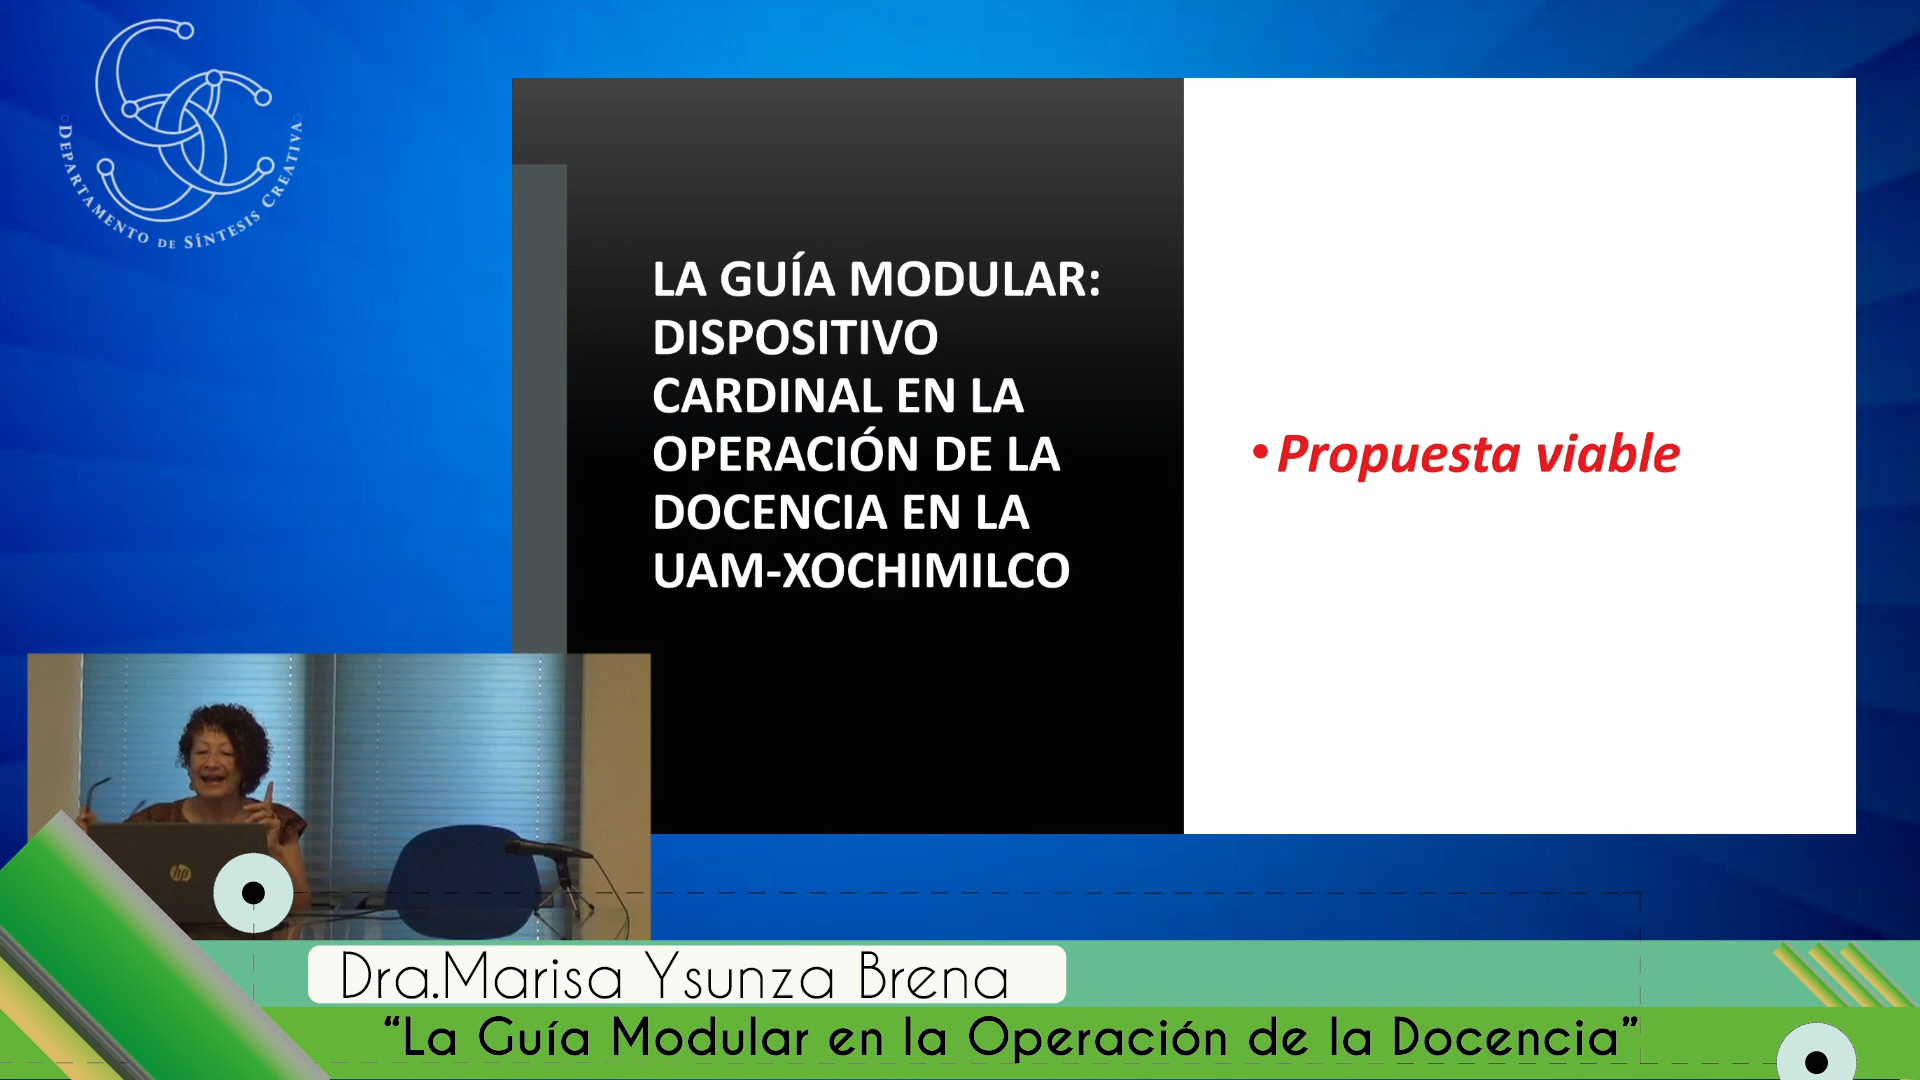 DEPARTAMENTO DE SÍNTESIS CREATIVA
LA GUÍA MODULAR:
DISPOSITIVO
CARDINAL EN LA
OPERACIÓN DE LA
DOCENCIA EN LA
UAM-XOCHIMILCO
• Propuesta viable
hp
Dra.Marisa Ysunza Brena
“La Guía Modular en la Operación de la Docencia”